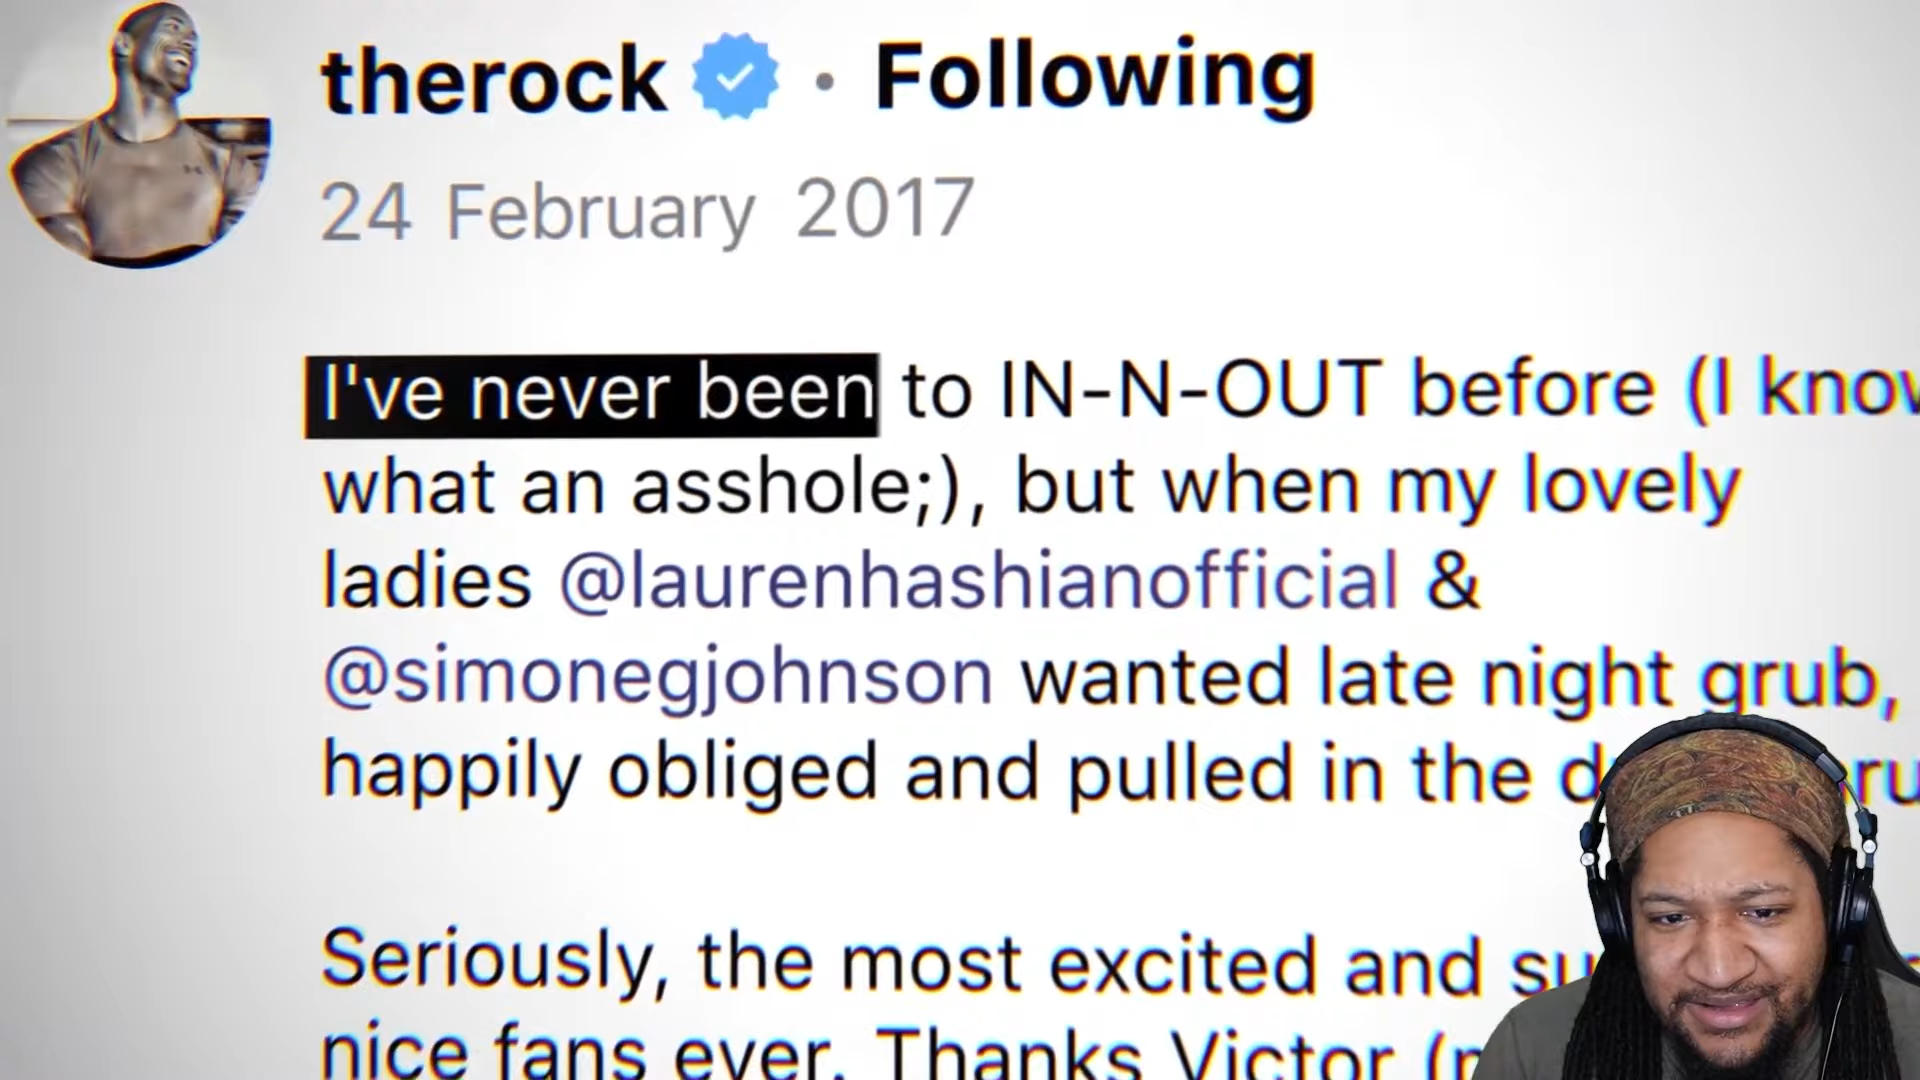 therock • Following
24 February 2017
I've never been to IN-N-OUT before (I know
what an asshole;), but when my lovely
ladies @laurenhashianofficial &
@simonegjohnson wanted late night grub,
happily obliged and pulled in the
Seriously, the most excited and
nice fans ever. Thanks Victor